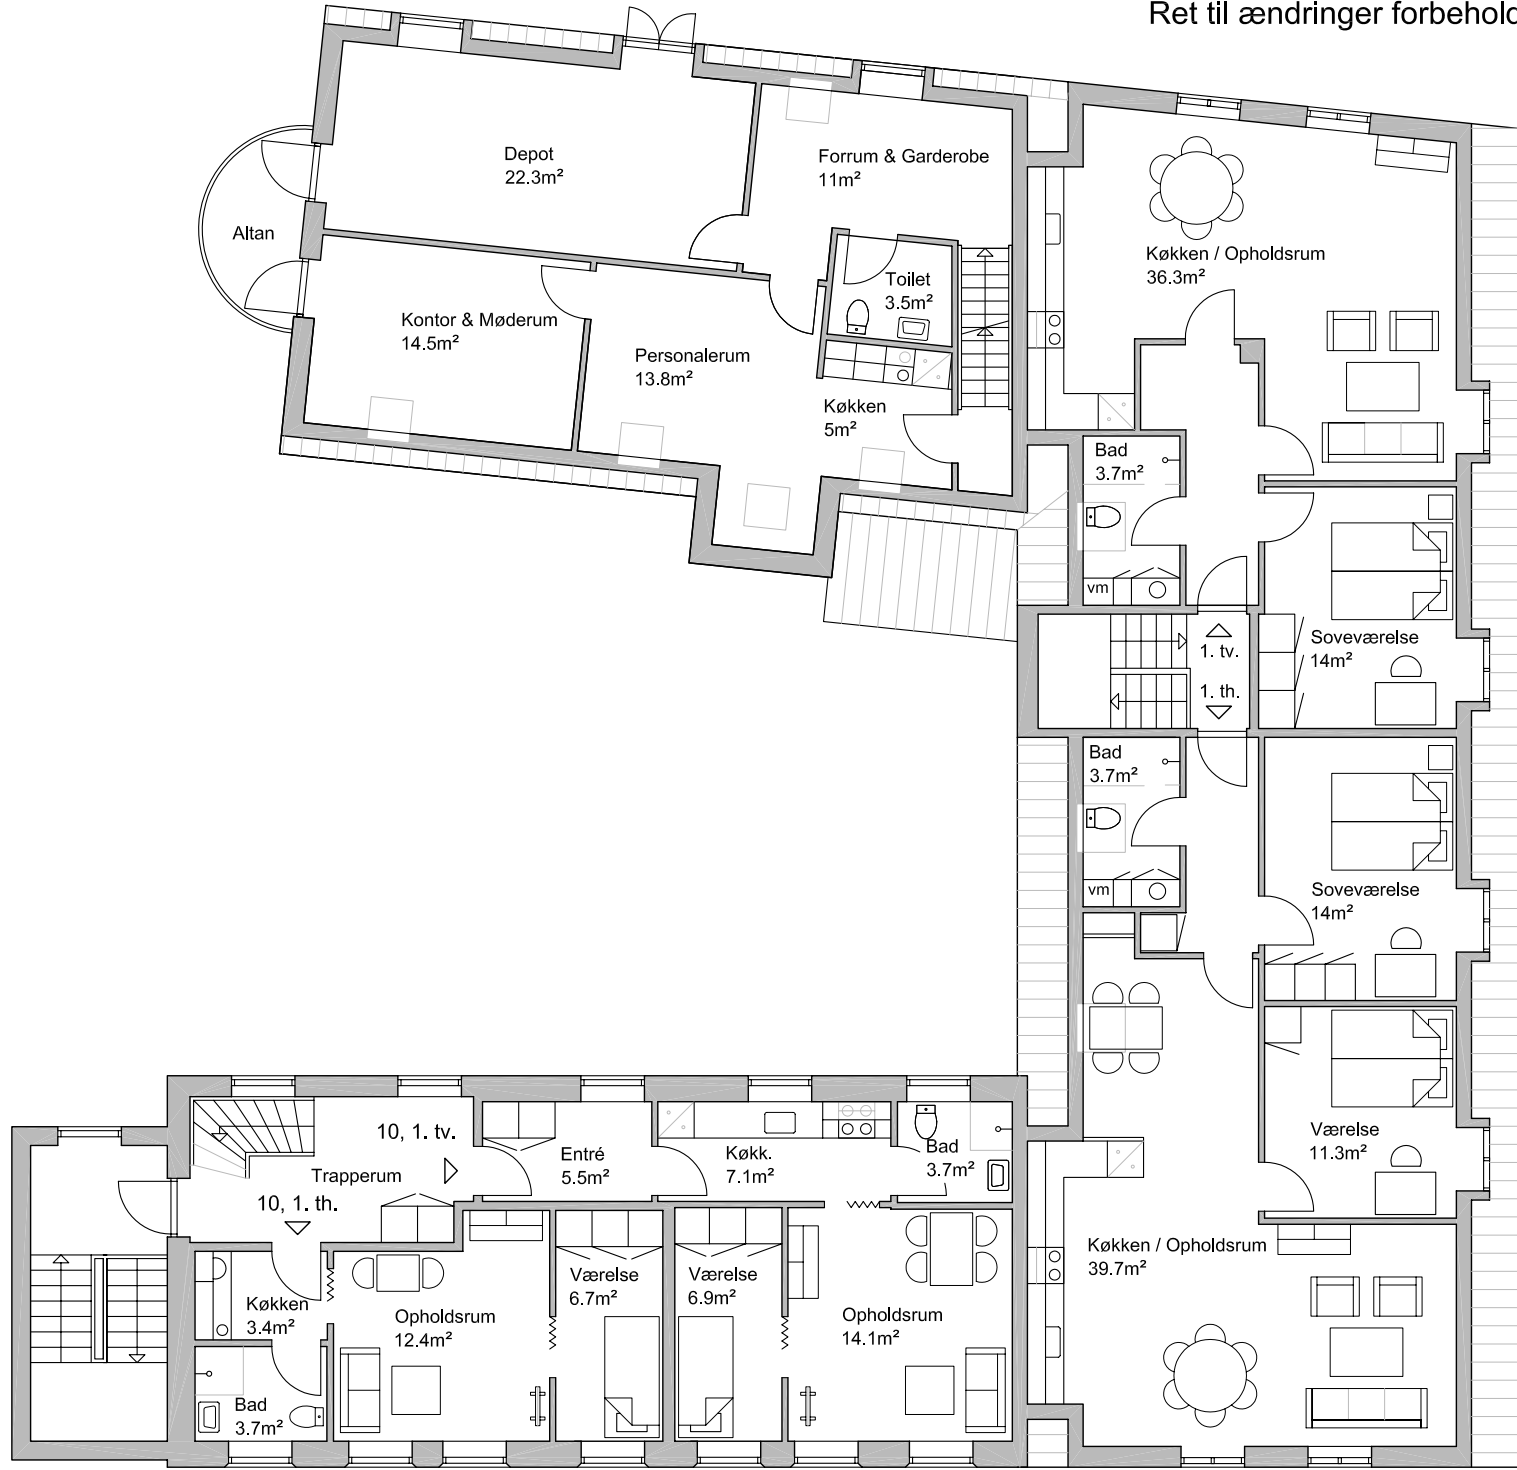 Ret til ændringer forbehold
Depot
22.3m²
Forrum & Garderobe
11m²
Altan
Køkken / Opholdsrum
36.3m²
Toilet
3.5m²
Kontor & Møderum
14.5m²
Personalerum
13.8m²
Køkken
5m²
Bad
3.7m²
vm
Soveværelse
14m²
1. tv.
1. th.
Bad
3.7m²
vm
Soveværelse
14m²
Værelse
11.3m²
10, 1. tv.
Trapperum
10, 1. th.
Entré
5.5m²
Køkk.
7.1m²
Bad
3.7m²
Køkken / Opholdsrum
39.7m²
Køkken
3.4m²
Opholdsrum
12.4m²
Værelse
6.7m²
Værelse
6.9m²
Opholdsrum
14.1m²
Bad
3.7m²